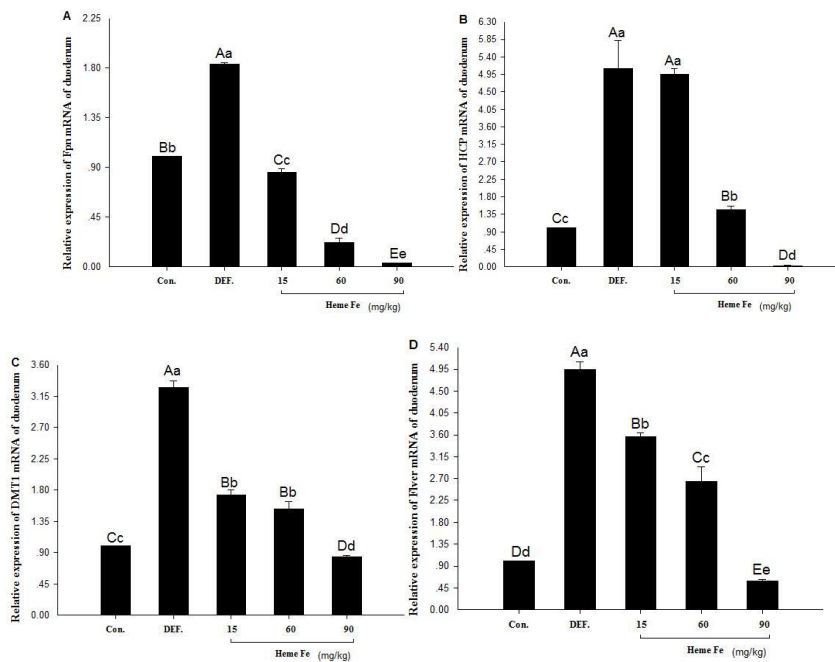 A
Relative expression of Fpn mRNA of duodenum
2.25
1.80
1.35
.90
.45
0.00
Bb
Aa
Cc
Dd
Ee
Con.
DEF.
15
60
90
Heme Fe (mg/kg)
B
Relative expression of HCP mRNA of duodenum
6.30
5.85
5.40
4.95
4.50
4.05
3.60
3.15
2.70
2.25
1.80
1.35
.90
.45
0.00
Cc
Aa
Aa
Bb
Dd
Con.
DEF.
15
60
90
Heme Fe (mg/kg)
C
Relative expression of DMT1 mRNA of duodenum
3.60
3.15
2.70
2.25
1.80
1.35
.90
.45
0.00
Cc
Aa
Bb
Bb
Dd
Con.
DEF.
15
60
90
Heme Fe (mg/kg)
D
Relative expression of Flvcr mRNA of duodenum
5.40
4.95
4.50
4.05
3.60
3.15
2.70
2.25
1.80
1.35
.90
.45
0.00
Dd
Aa
Bb
Cc
Ee
Con.
DEF.
15
60
90
Heme Fe (mg/kg)